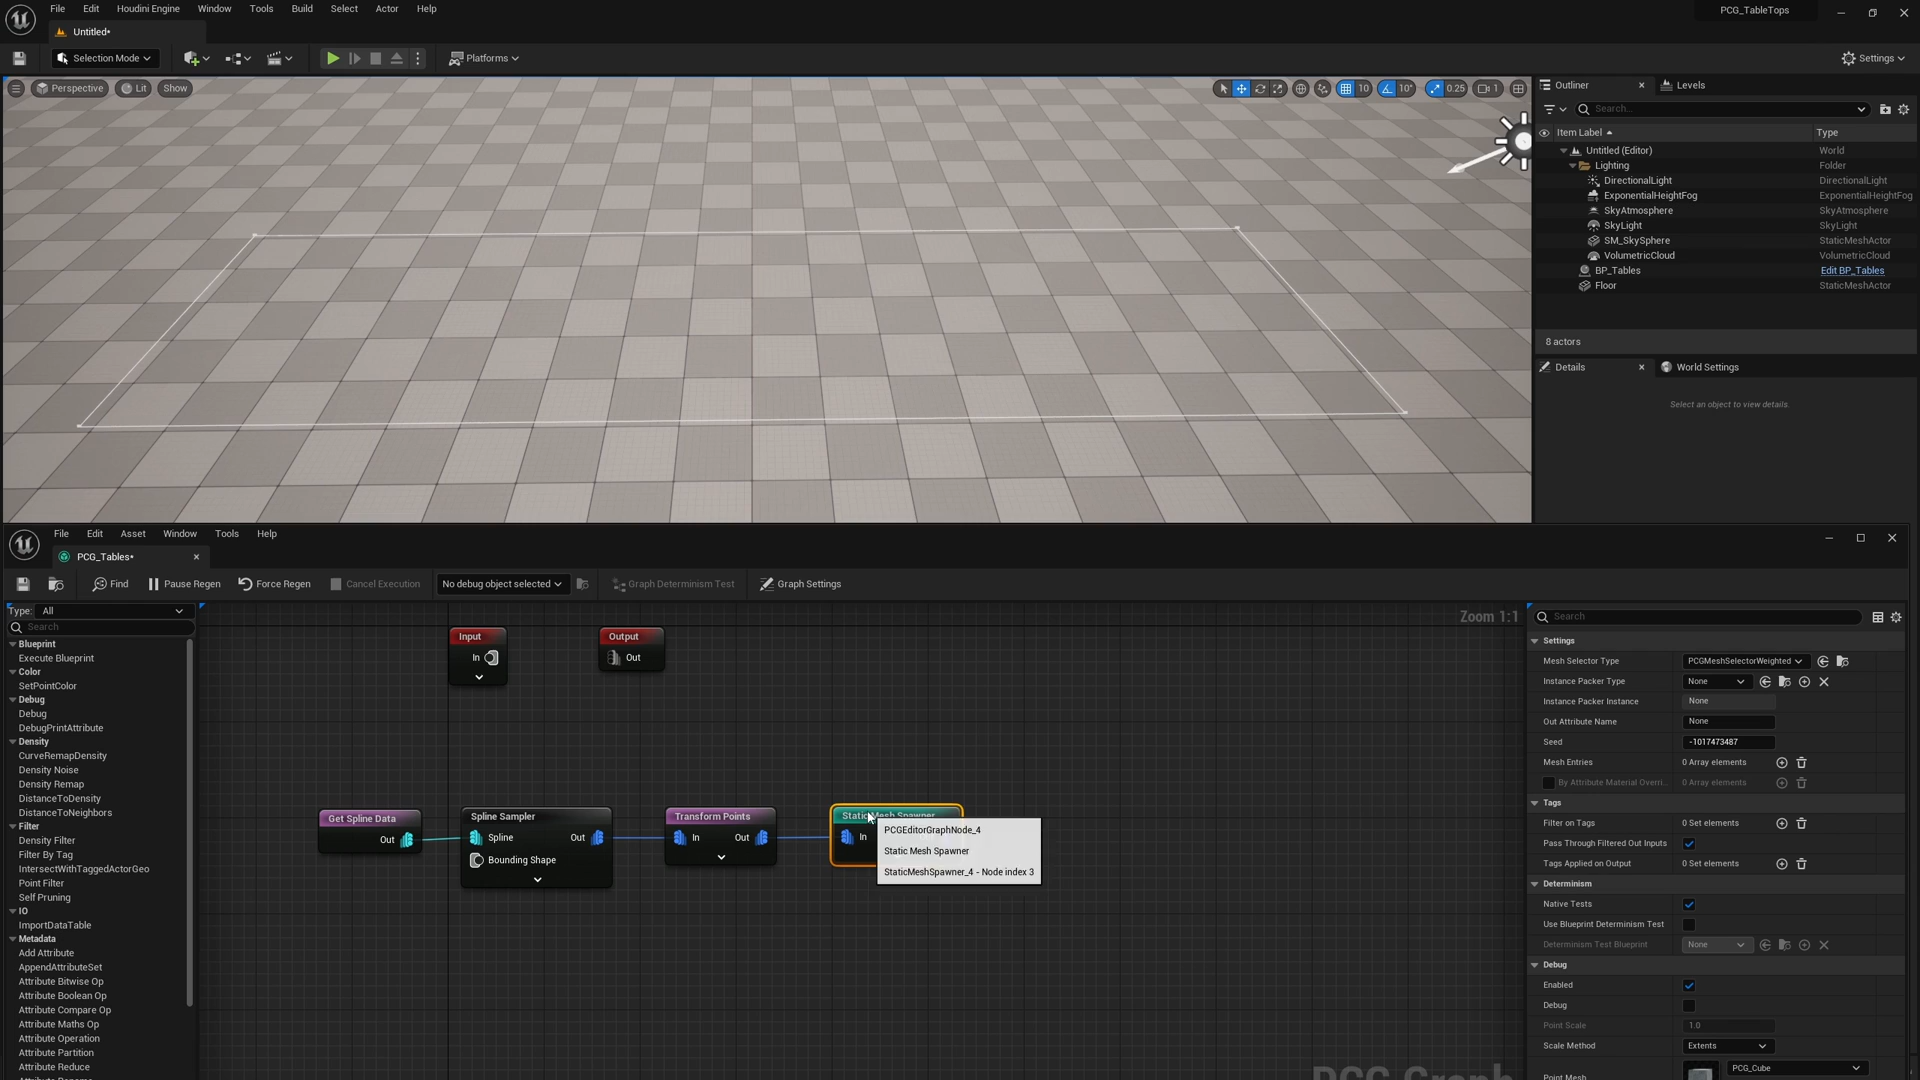 File Edit Houdini Engine Window Tools Build Select Actor Help
PCG_TableTops
Untitled*
Selection Mode
Platforms
Settings
Perspective
Lit
Show
10
10°
0.25
1
Outliner
Levels
Search...
Item Label
Type
Untitled (Editor) World
Lighting Folder
DirectionalLight DirectionalLight
ExponentialHeightFog ExponentialHeightFog
SkyAtmosphere SkyAtmosphere
SkyLight SkyLight
SM_SkySphere StaticMeshActor
VolumetricCloud VolumetricCloud
BP_Tables Edit BP_Tables
Floor StaticMeshActor
8 actors
Details
World Settings
Select an object to view details.
File Edit Asset Window Tools Help
PCG_Tables*
Find
Pause Regen
Force Regen
Cancel Execution
No debug object selected
Graph Determinism Test
Graph Settings
Type: All
Search
Blueprint
Execute Blueprint
Color
SetPointColor
Debug
Debug
DebugPrintAttribute
Density
CurveRemapDensity
Density Noise
Density Remap
DistanceToDensity
DistanceToNeighbors
Filter
Density Filter
Filter By Tag
IntersectWithTaggedActorGeo
Point Filter
Self Pruning
IO
ImportDataTable
Metadata
Add Attribute
AppendAttributeSet
Attribute Bitwise Op
Attribute Boolean Op
Attribute Compare Op
Attribute Maths Op
Attribute Operation
Attribute Partition
Attribute Reduce
Zoom 1:1
Input
In
Output
Out
Get Spline Data
Out
Spline Sampler
Spline Out
Bounding Shape
Transform Points
In Out
Static Mesh Spawner
In
PCGEditorGraphNode_4
Static Mesh Spawner
StaticMeshSpawner_4 - Node index 3
PCG Graph
Search
Settings
Mesh Selector Type PCGMeshSelectorWeighted
Instance Packer Type None
Instance Packer Instance None
Out Attribute Name None
Seed -1017473487
Mesh Entries 0 Array elements
By Attribute Material Overri... 0 Array elements
Tags
Filter on Tags 0 Set elements
Pass Through Filtered Out Inputs
Tags Applied on Output 0 Set elements
Determinism
Native Tests
Use Blueprint Determinism Test
Determinism Test Blueprint None
Debug
Enabled
Debug
Point Scale 1.0
Scale Method Extents
Point Mesh PCG_Cube